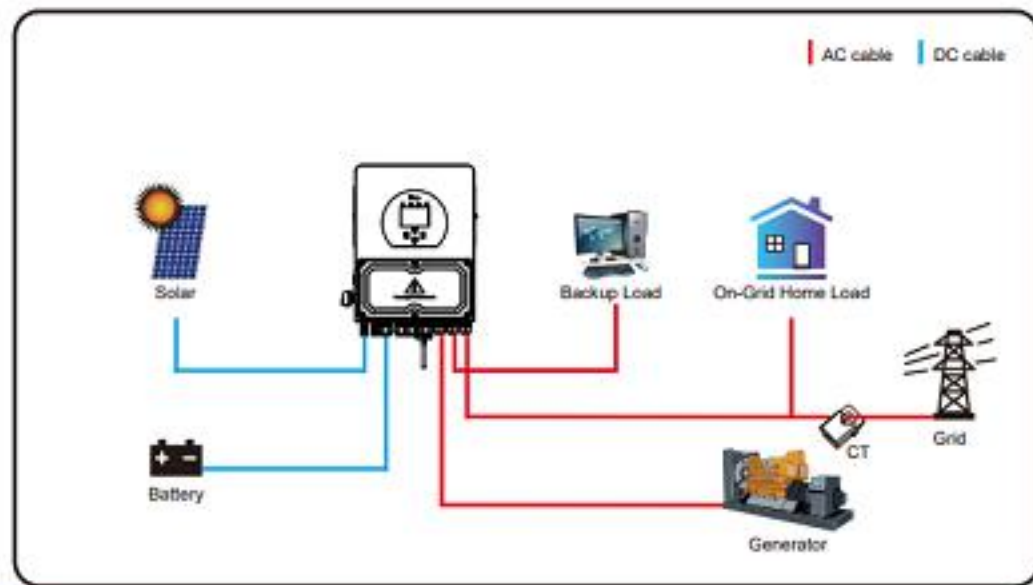 AC cable
DC cable
Solar
Backup Load
On-Grid Home Load
CT
Grid
Battery
Generator